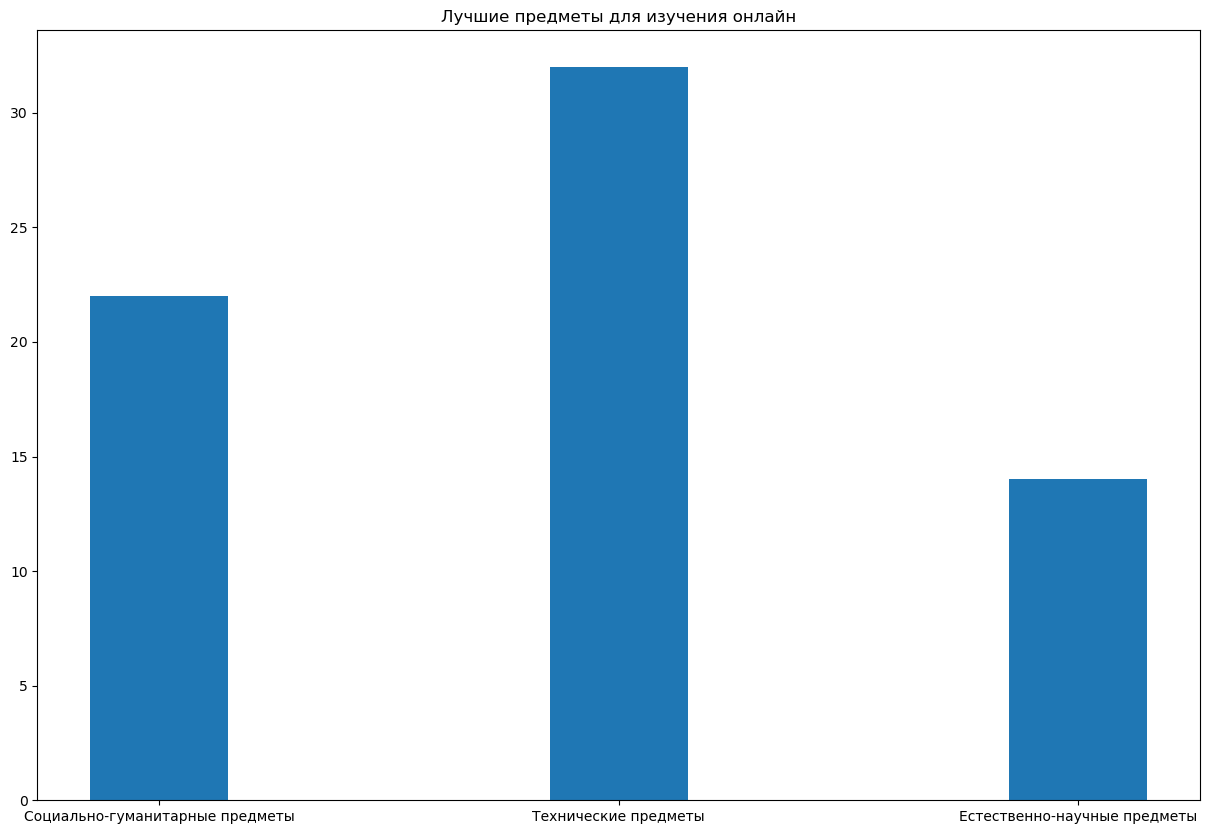 Лучшие предметы для изучения онлайн
30
25
20
15
10
5
0
Социально-гуманитарные предметы
Технические предметы
Естественно-научные предметы